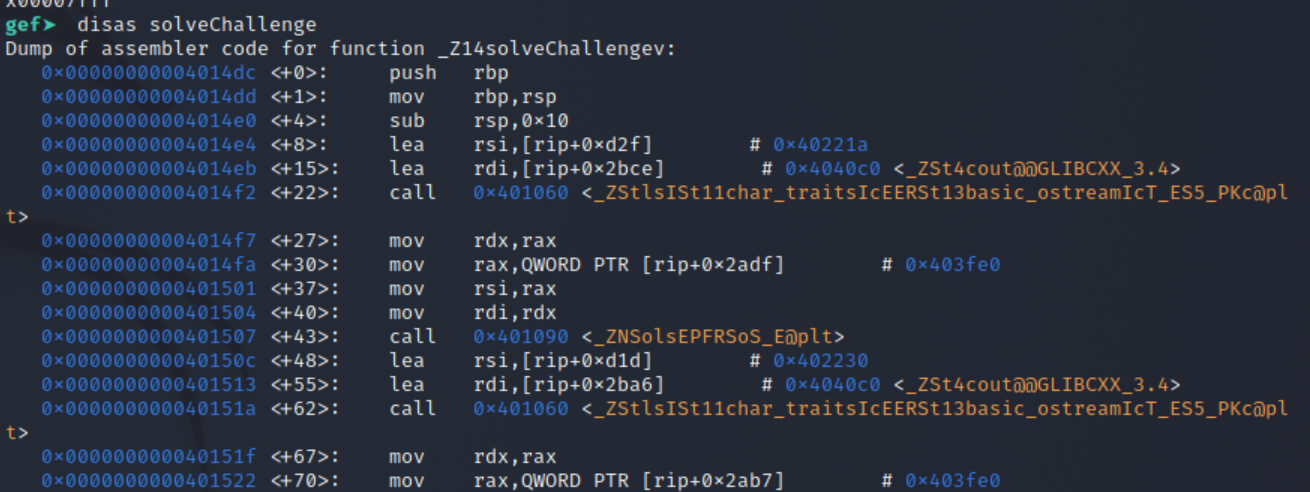 x00007fff
gef➤  disas solveChallenge
Dump of assembler code for function _Z14solveChallengev:
   0×00000000004014dc <+0>:     push   rbp
   0×00000000004014dd <+1>:     mov    rbp,rsp
   0×00000000004014e0 <+4>:     sub    rsp,0×10
   0×00000000004014e4 <+8>:     lea    rsi,[rip+0×d2f]        # 0×40221a
   0×00000000004014eb <+15>:    lea    rdi,[rip+0×2bce]        # 0×4040c0 <_ZSt4cout@@GLIBCXX_3.4>
   0×00000000004014f2 <+22>:    call   0×401060 <_ZStlsISt11char_traitsIcEERSt13basic_ostreamIcT_ES5_PKc@pl
t>
   0×00000000004014f7 <+27>:    mov    rdx,rax
   0×00000000004014fa <+30>:    mov    rax,QWORD PTR [rip+0×2adf]        # 0×403fe0
   0×0000000000401501 <+37>:    mov    rsi,rax
   0×0000000000401504 <+40>:    mov    rdi,rdx
   0×0000000000401507 <+43>:    call   0×401090 <_ZNSolsEPFRSoS_E@plt>
   0×000000000040150c <+48>:    lea    rsi,[rip+0×d1d]        # 0×402230
   0×0000000000401513 <+55>:    lea    rdi,[rip+0×2ba6]        # 0×4040c0 <_ZSt4cout@@GLIBCXX_3.4>
   0×000000000040151a <+62>:    call   0×401060 <_ZStlsISt11char_traitsIcEERSt13basic_ostreamIcT_ES5_PKc@pl
t>
   0×000000000040151f <+67>:    mov    rdx,rax
   0×0000000000401522 <+70>:    mov    rax,QWORD PTR [rip+0×2ab7]        # 0×403fe0